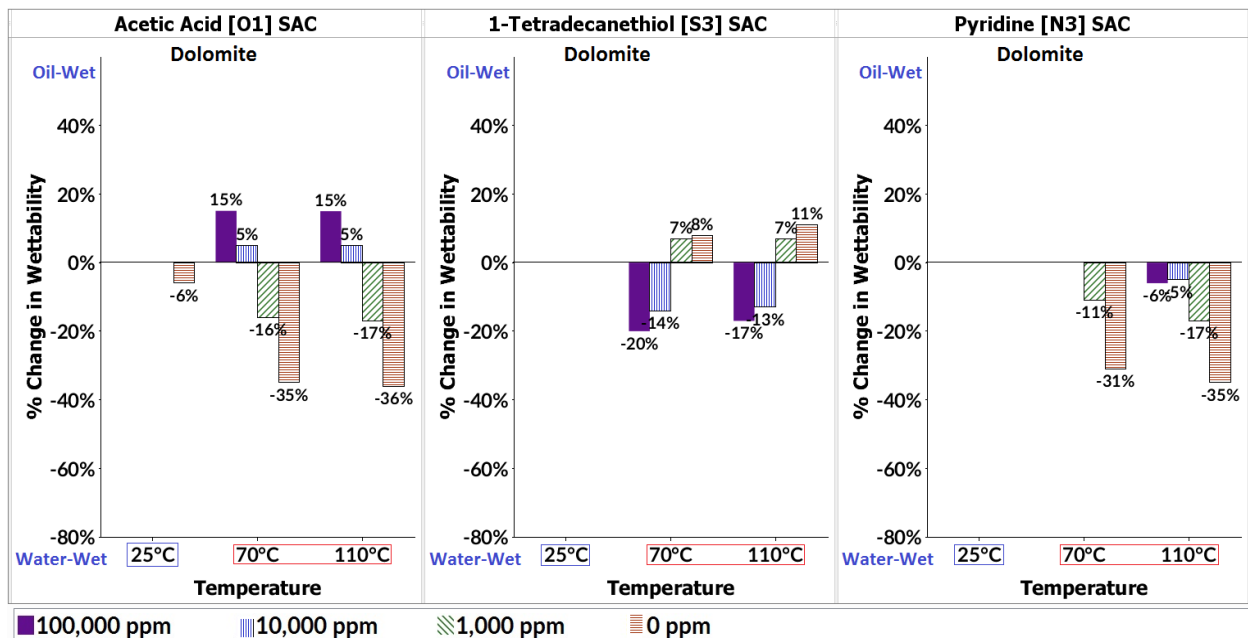 Acetic Acid [O1] SAC
Dolomite
Oil-Wet
40%
20%
0%
-20%
-40%
-60%
-80%
% Change in Wettability
15%
5%
15%
5%
-6%
-16%
-35%
-17%
-36%
Water-Wet
25°C
70°C
110°C
Temperature
1-Tetradecanethiol [S3] SAC
Dolomite
Oil-Wet
40%
20%
0%
-20%
-40%
-60%
-80%
% Change in Wettability
7%
8%
7%
11%
-20%
-14%
-17%
-13%
Water-Wet
25°C
70°C
110°C
Temperature
Pyridine [N3] SAC
Dolomite
Oil-Wet
40%
20%
0%
-20%
-40%
-60%
-80%
% Change in Wettability
-11%
-31%
-6%
-5%
-17%
-35%
Water-Wet
25°C
70°C
110°C
Temperature
100,000 ppm
10,000 ppm
1,000 ppm
0 ppm